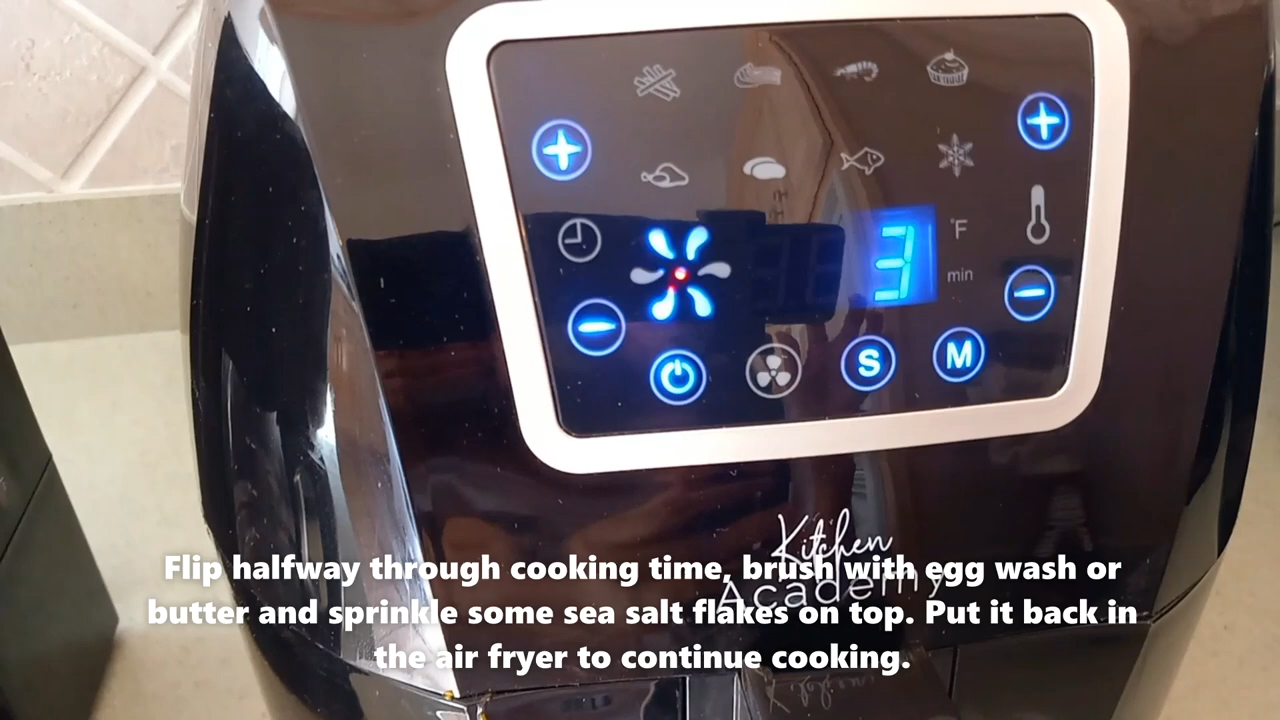 3
°F
min
S
M
Kitchen
Academy
Flip halfway through cooking time, brush with egg wash or
butter and sprinkle some sea salt flakes on top. Put it back in
the air fryer to continue cooking.